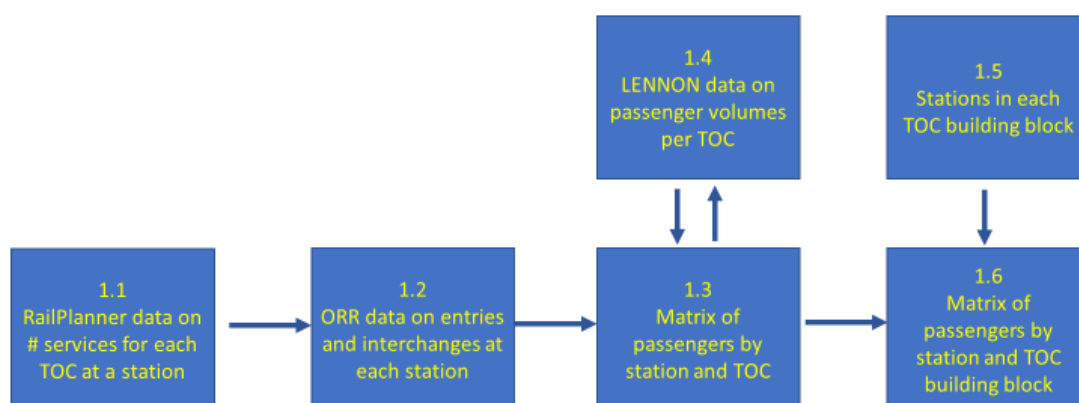 1.4
LENNON data on
passenger volumes
per TOC
1.5
Stations in each
TOC building block
1.1
RailPlanner data on
# services for each
TOC at a station
1.2
ORR data on entries
and interchanges at
each station
1.3
Matrix of
passengers by
station and TOC
1.6
Matrix of
passengers by
station and TOC
building block